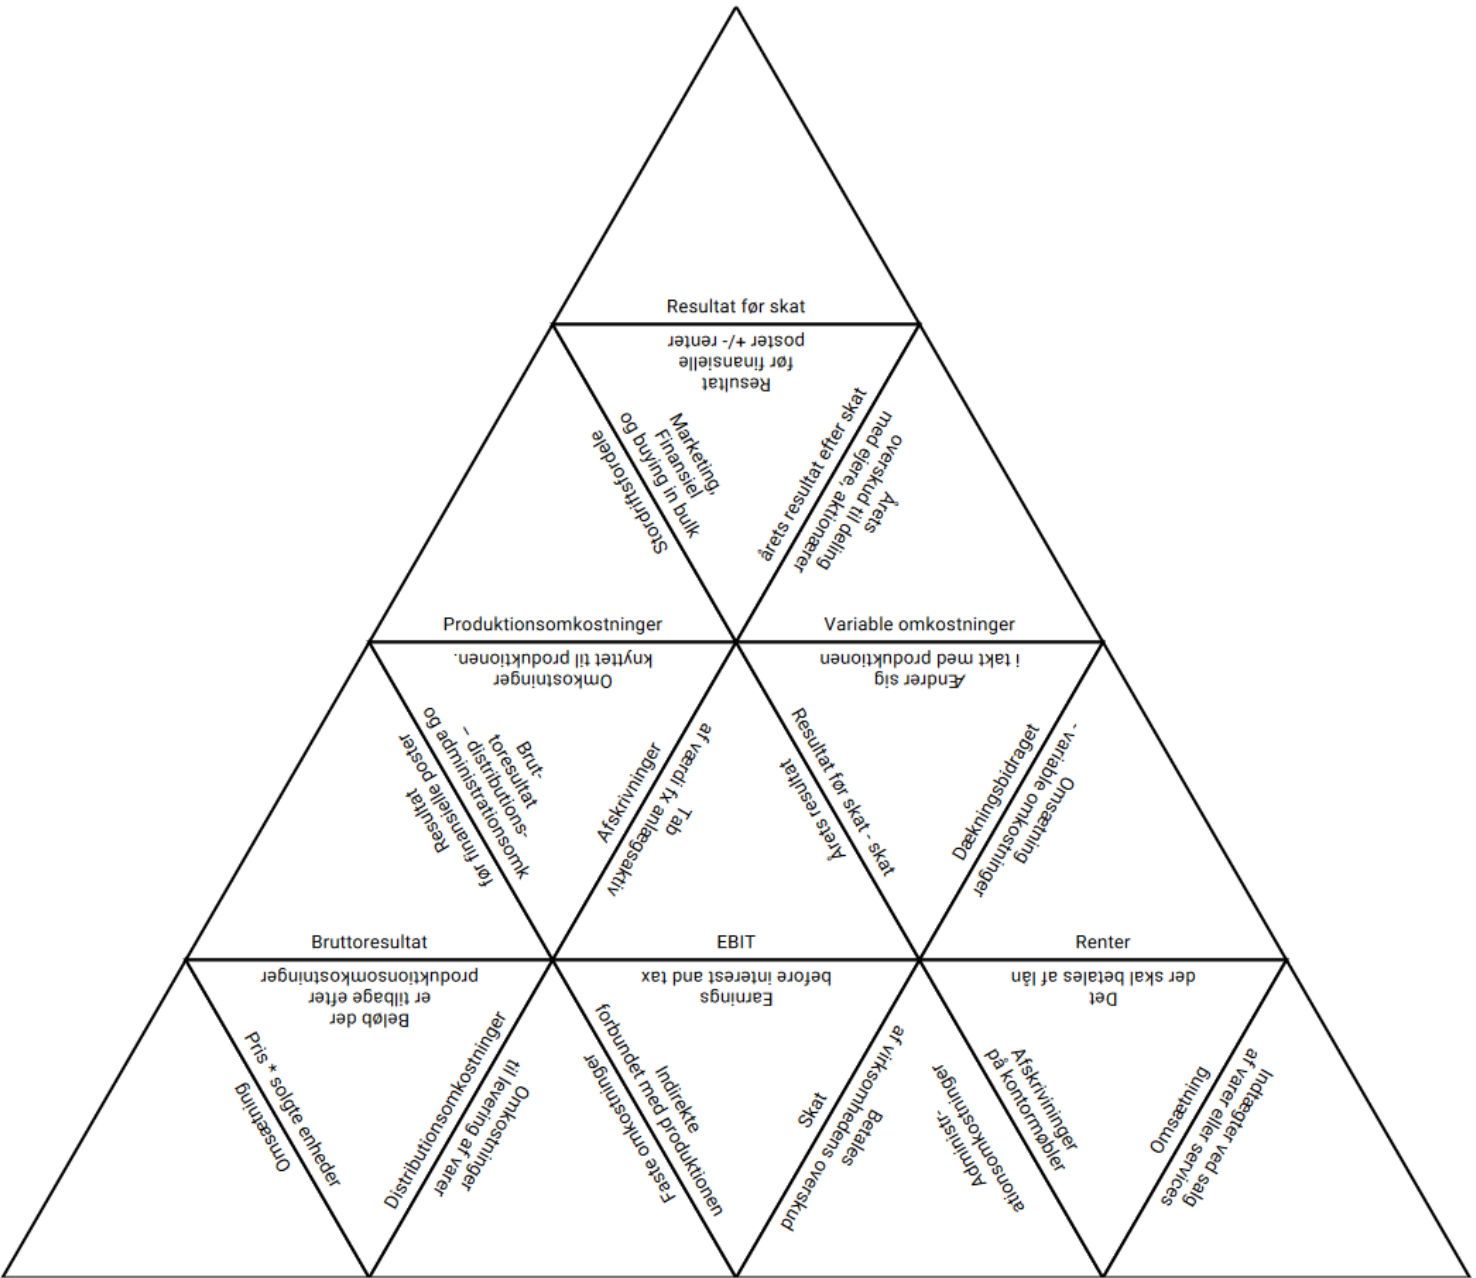 Resultat før skat
Resultat
før finansielle
poster +/- renter
Marketing,
Finansiel
og buying in bulk
Stordriftsfordele
årets resultat efter skat
Årets
overskud til deling
med ejere, aktionærer
Produktionsomkostninger
Omkostninger
knyttet til produktionen.
Variable omkostninger
Ændrer sig
i takt med produktionen
Brut-
toresultat
– distributions-
og administrationsomk
Resultat
før finansielle poster
Afskrivninger
Tab
af værdi fx anlægsaktiv
Resultat før skat - skat
Årets resultat
Dækningsbidraget
Omsætning
- variable omkostninger
Bruttoresultat
Beløb der
er tilbage efter
produktionsomkostninger
EBIT
Earnings
before interest and tax
Renter
Det
der skal betales af lån
Pris * solgte enheder
Omsætning
Distributionsomkostninger
Omkostninger
til levering af varer
Indirekte
forbundet med produktionen
Faste omkostninger
Skat
Betales
af virksomhedens overskud
Afskrivininger
på kontormøbler
Administr-
ationsomkostninger
Omsætning
Indtægter ved salg
af varer eller services